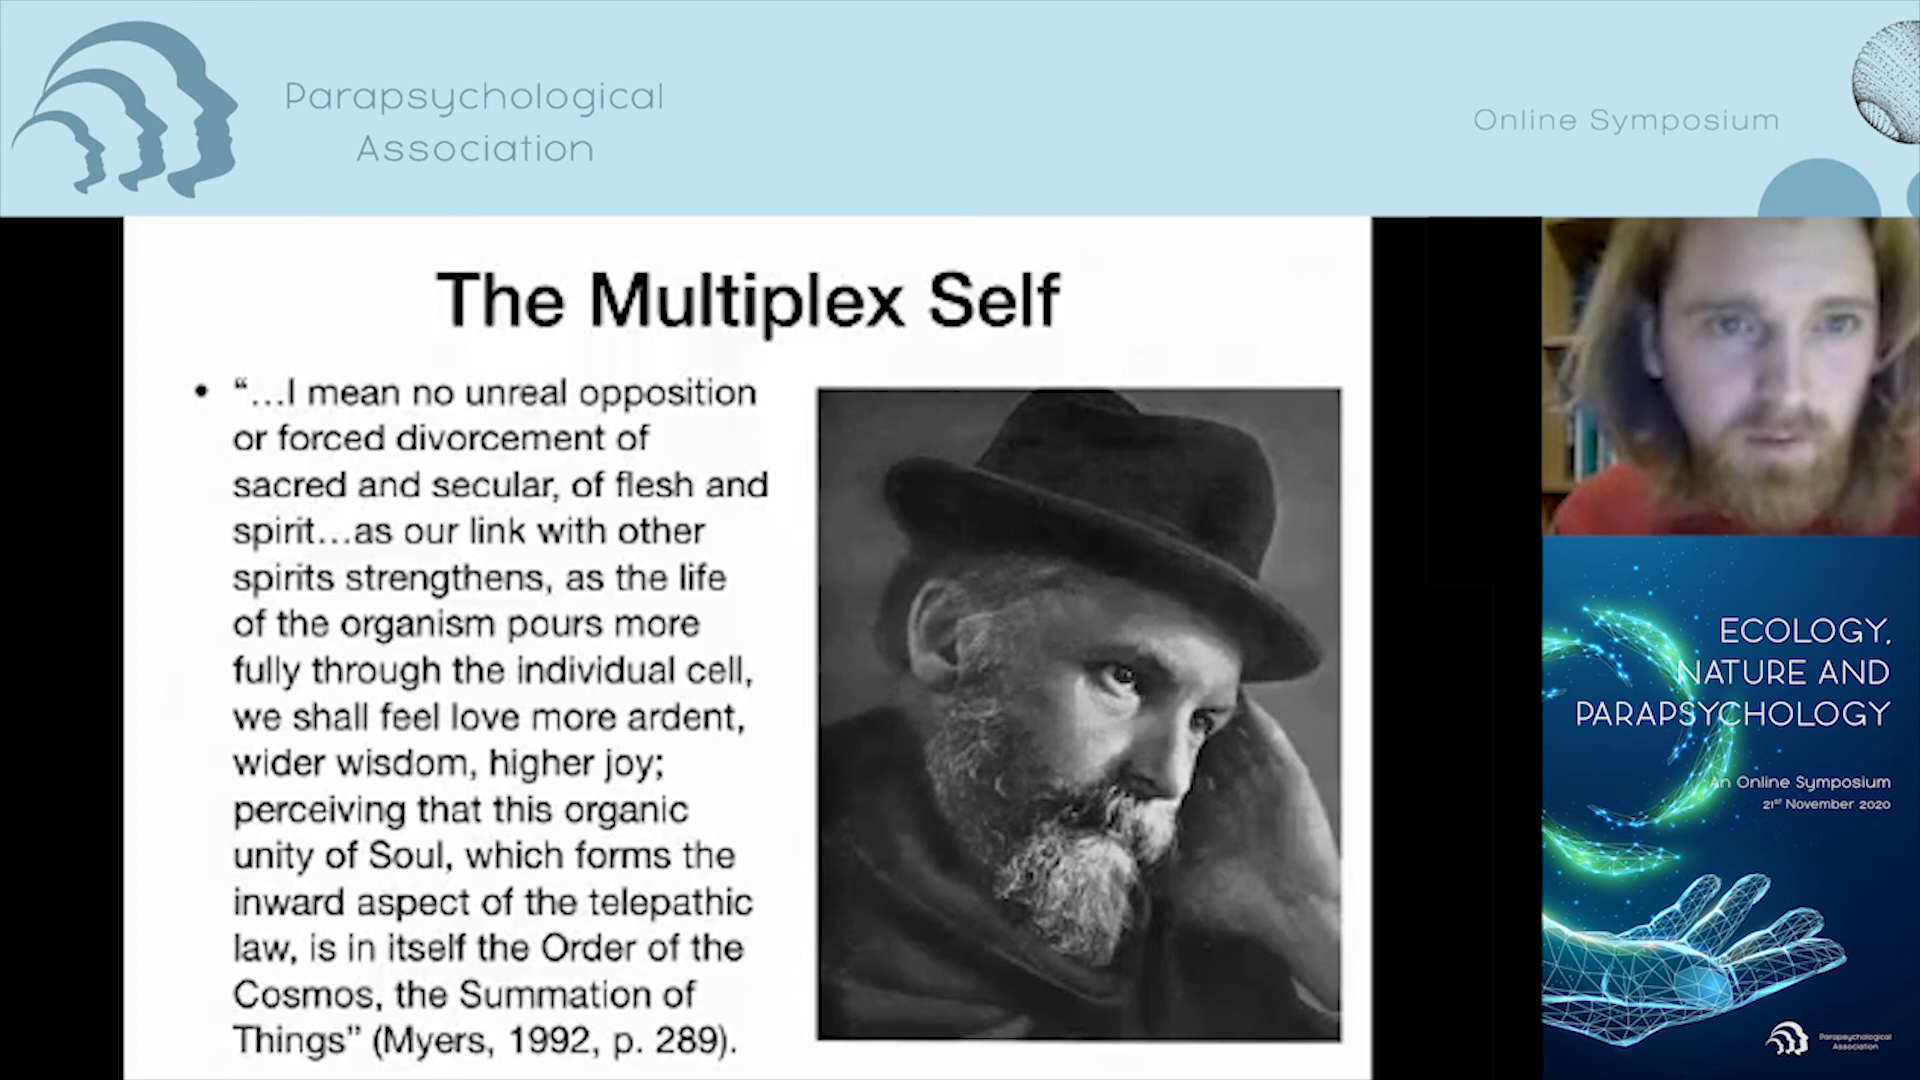 Parapsychological
Association
Online Symposium
The Multiplex Self
• “…I mean no unreal opposition
or forced divorcement of
sacred and secular, of flesh and
spirit…as our link with other
spirits strengthens, as the life
of the organism pours more
fully through the individual cell,
we shall feel love more ardent,
wider wisdom, higher joy;
perceiving that this organic
unity of Soul, which forms the
inward aspect of the telepathic
law, is in itself the Order of the
Cosmos, the Summation of
Things” (Myers, 1992, p. 289).
ECOLOGY,
NATURE AND
PARAPSYCHOLOGY
An Online Symposium
21st November 2020
Parapsychological
Association